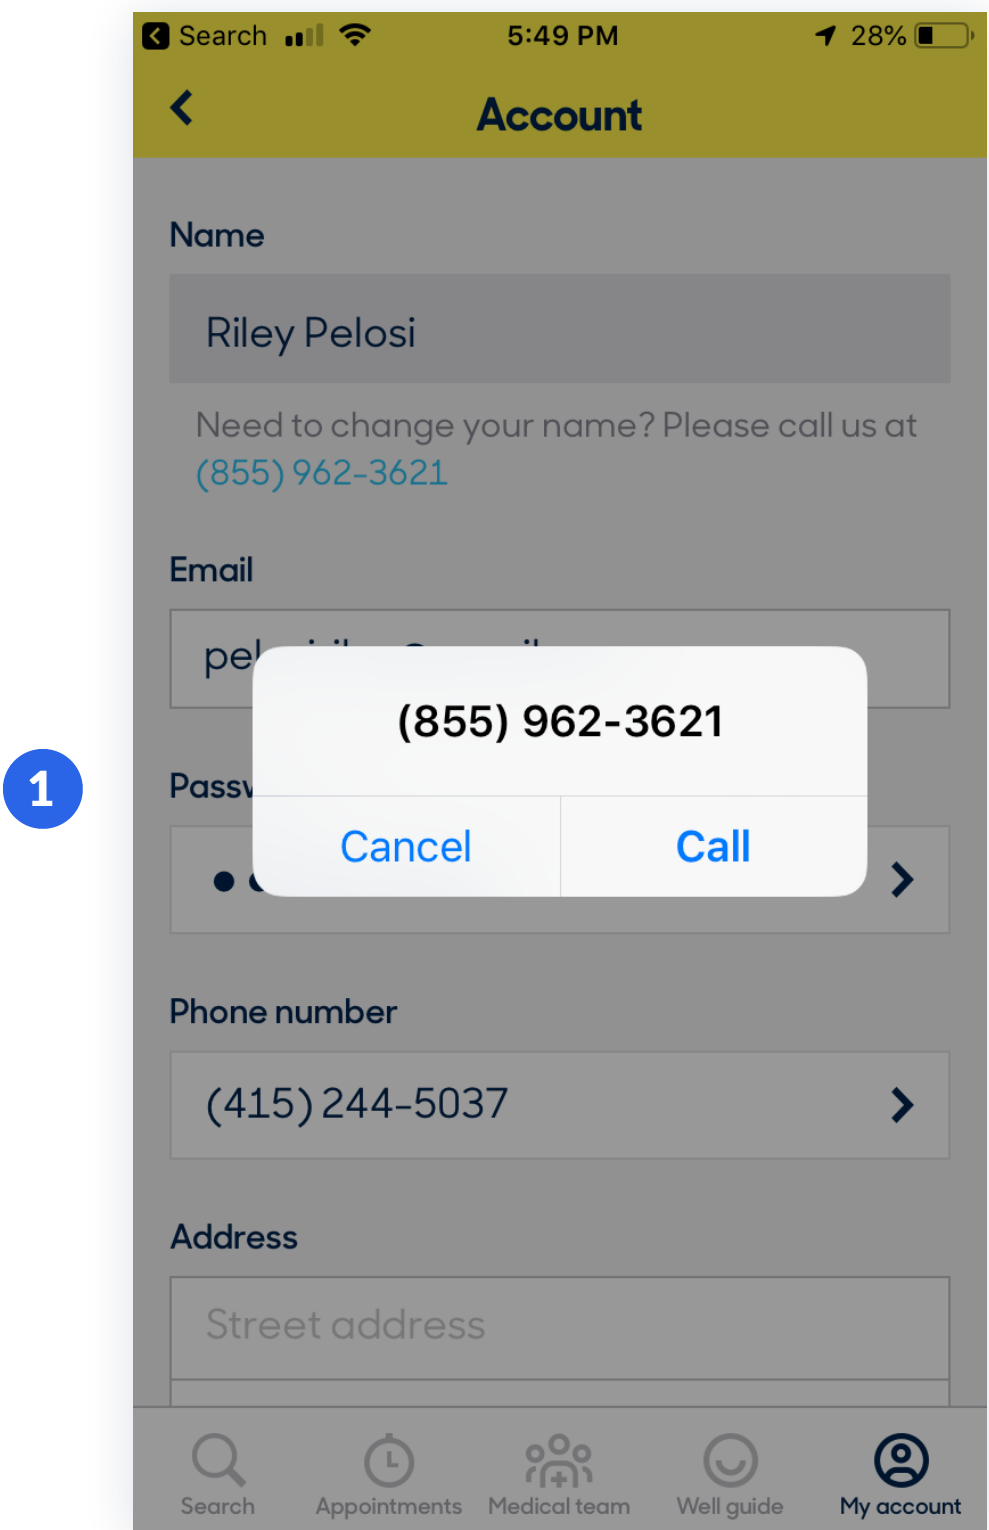 Search 5:49 PM 28%
Account
Name
Riley Pelosi
Need to change your name? Please call us at
(855) 962-3621
Email
(855) 962-3621
1
Cancel Call
Phone number
(415) 244-5037
Address
Street address
Search Appointments Medical team Well guide My account